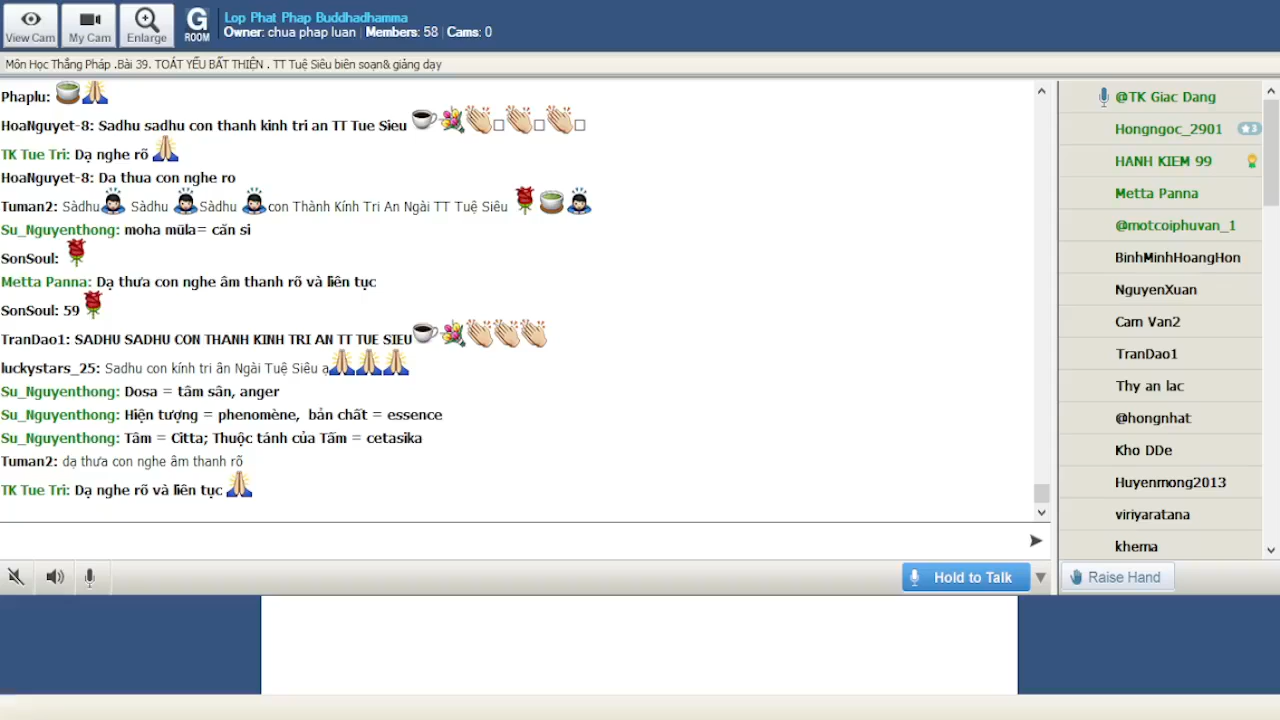 View Cam
My Cam
Enlarge
G
ROOM
Lop Phat Phap Buddhadhamma
Owner: chua phap luan | Members: 58 | Cams: 0
Môn Học Thắng Pháp .Bài 39. TOÁT YẾU BẤT THIỆN . TT Tuệ Siêu biên soạn& giảng dạy
Phaplu:
HoaNguyet-8: Sadhu sadhu con thanh kinh tri an TT Tue Sieu
TK Tue Tri: Dạ nghe rõ
HoaNguyet-8: Da thua con nghe ro
Tuman2: Sàdhu Sàdhu Sàdhu con Thành Kính Tri Ân Ngài TT Tuệ Siêu
Su_Nguyenthong: moha mūla= căn si
SonSoul:
Metta Panna: Dạ thưa con nghe âm thanh rõ và liên tục
SonSoul: 59
TranDao1: SADHU SADHU CON THANH KINH TRI AN TT TUE SIEU
luckystars_25: Sadhu con kính tri ân Ngài Tuệ Siêu ạ
Su_Nguyenthong: Dosa = tâm sân, anger
Su_Nguyenthong: Hiện tượng = phenomène, bản chất = essence
Su_Nguyenthong: Tâm = Citta; Thuộc tánh của Tấm = cetasika
Tuman2: dạ thưa con nghe âm thanh rõ
TK Tue Tri: Dạ nghe rõ và liên tục
Hold to Talk
@TK Giac Dang
Hongngoc_2901
3
HANH KIEM 99
Metta Panna
@motcoiphuvan_1
BinhMinhHoangHon
NguyenXuan
Cam Van2
TranDao1
Thy an lac
@hongnhat
Kho DDe
Huyenmong2013
viriyaratana
khema
Raise Hand